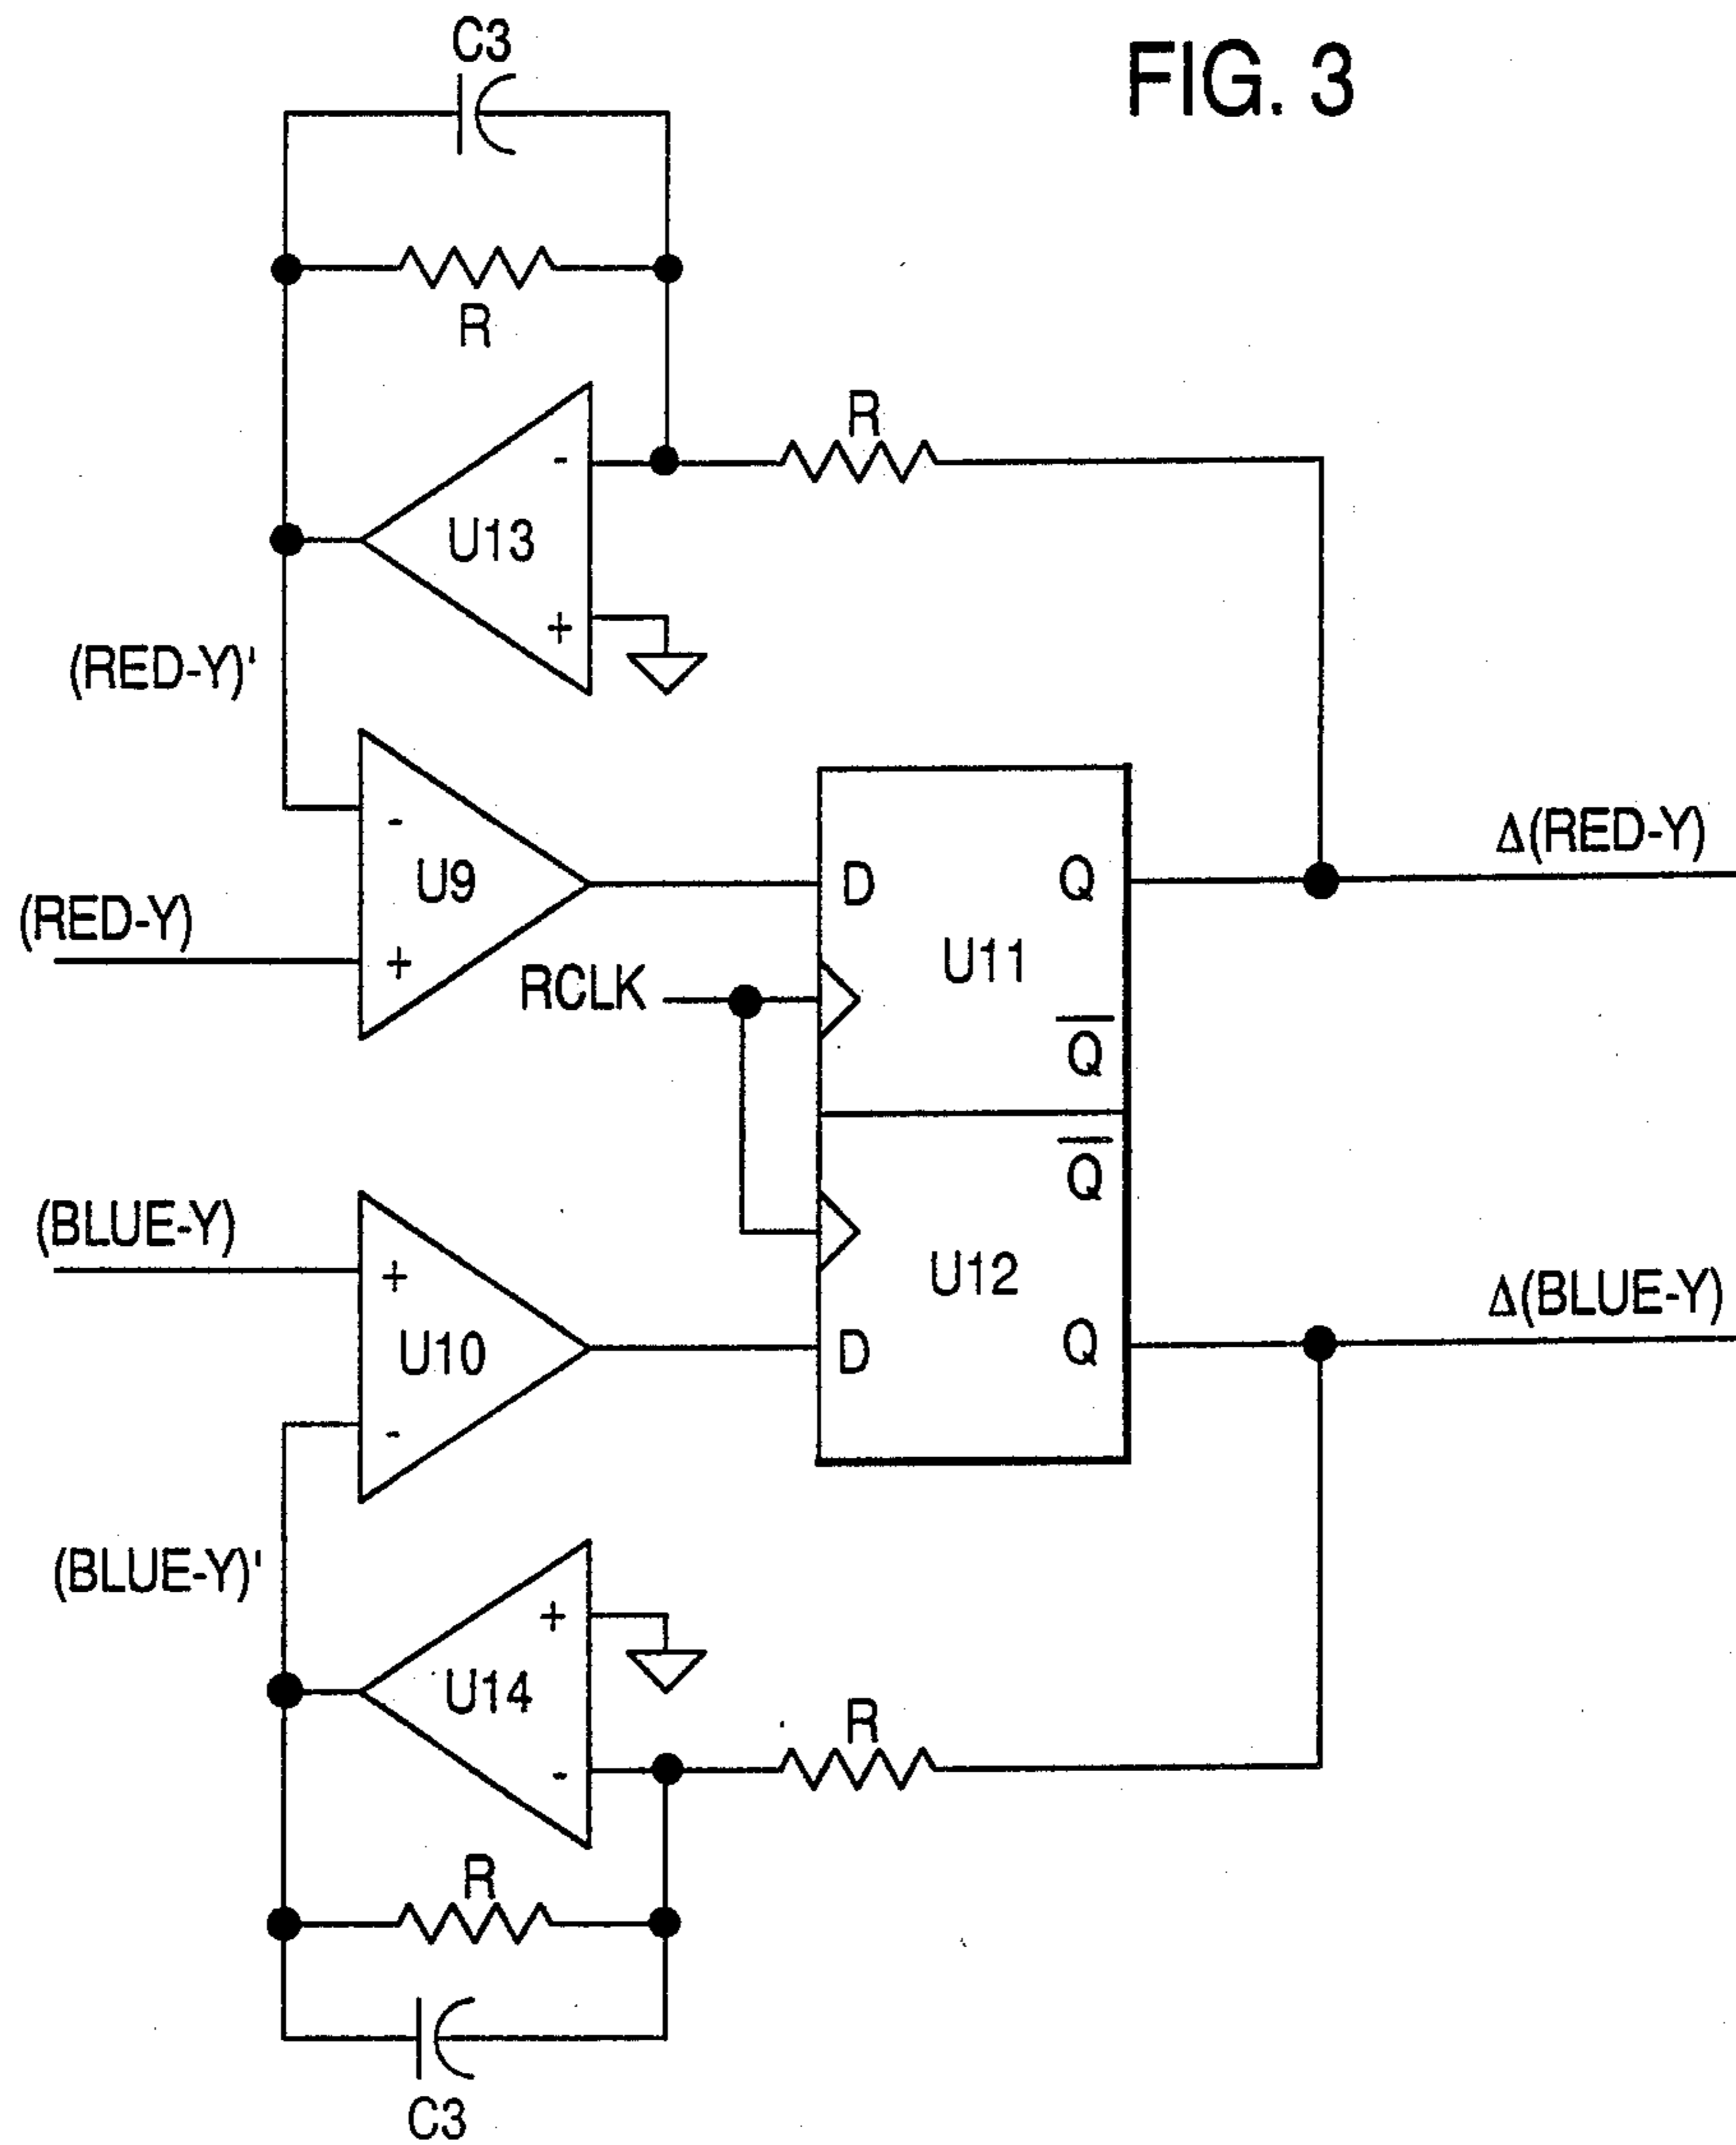 FIG. 3
C3
R
R
-
U13
+
(RED-Y)'
-
U9
+
(RED-Y)
D
Q
Δ(RED-Y)
U11
RCLK
Q̅
Q̅
(BLUE-Y)
+
U10
-
U12
D
Q
Δ(BLUE-Y)
(BLUE-Y)'
+
U14
-
R
R
C3